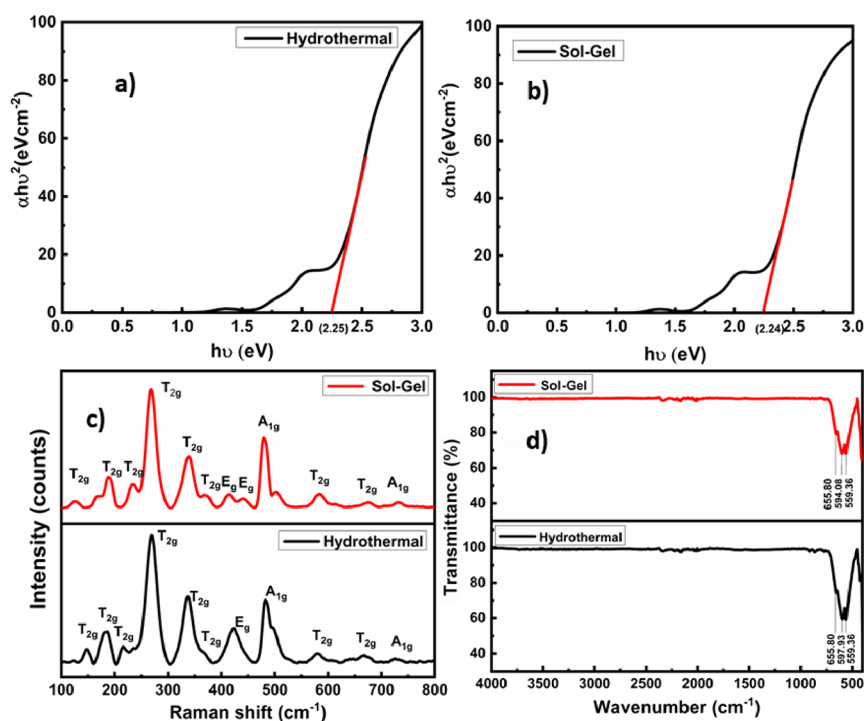 100
80
60
40
20
0
αhυ²(eVcm⁻²)
Hydrothermal
a)
0.0 0.5 1.0 1.5 2.0 (2.25) 2.5 3.0
hυ (eV)
100
80
60
40
20
0
αhυ²(eVcm⁻²)
Sol-Gel
b)
0.0 0.5 1.0 1.5 2.0 (2.24) 2.5 3.0
hυ (eV)
Intensity (counts)
c)
Sol-Gel
T2g T2g T2g T2g T2g T2g Eg Eg A1g T2g T2g A1g
Hydrothermal
T2g T2g T2g T2g T2g T2g Eg A1g T2g T2g A1g
100 200 300 400 500 600 700 800
Raman shift (cm⁻¹)
Transmittance (%)
100
80
60
40
d)
Sol-Gel
655.80
594.08
559.36
100
80
60
40
Hydrothermal
655.80
597.93
559.36
4000 3500 3000 2500 2000 1500 1000 500
Wavenumber (cm⁻¹)